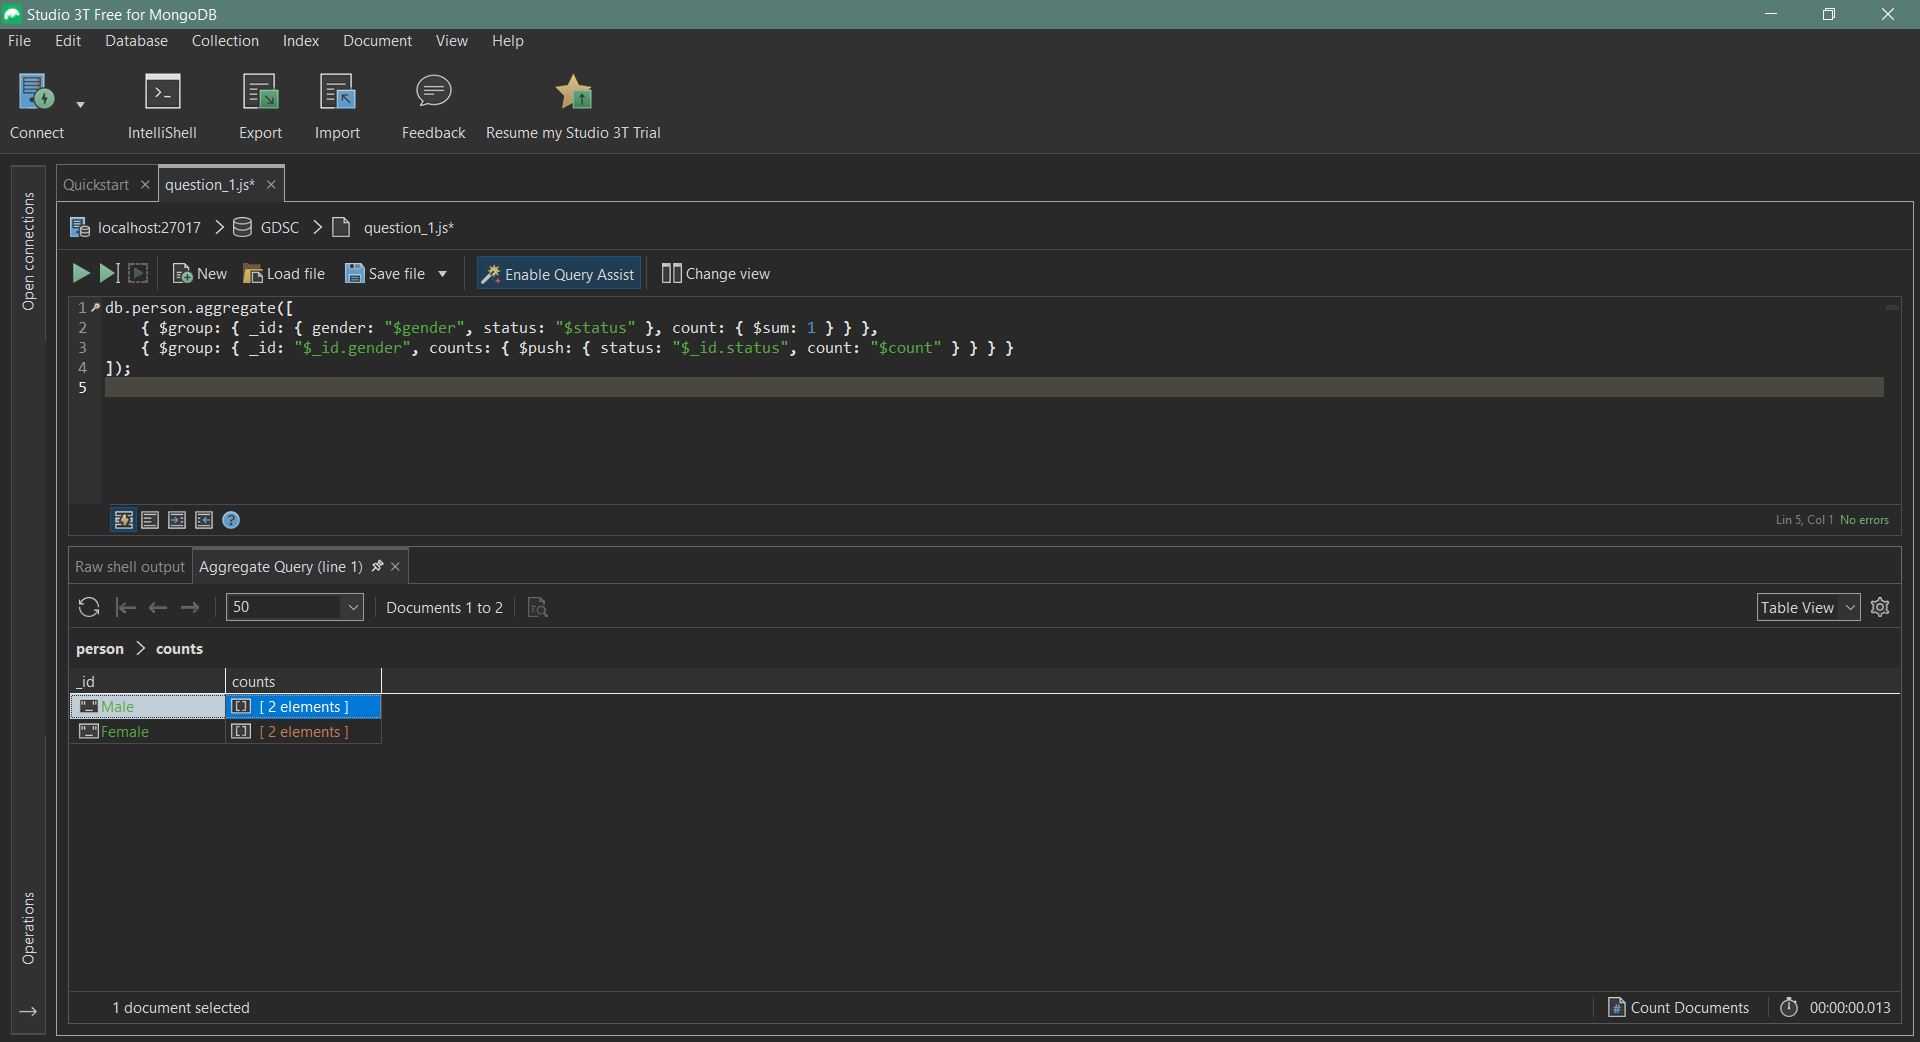 Studio 3T Free for MongoDB
File Edit Database Collection Index Document View Help
Connect IntelliShell Export Import Feedback Resume my Studio 3T Trial
Open connections
Quickstart question_1.js*
localhost:27017 GDSC question_1.js*
New Load file Save file Enable Query Assist Change view
1 db.person.aggregate([
2 { $group: { _id: { gender: "$gender", status: "$status" }, count: { $sum: 1 } } },
3 { $group: { _id: "$_id.gender", counts: { $push: { status: "$_id.status", count: "$count" } } } }
4 ]);
5
Lin 5, Col 1 No errors
Raw shell output Aggregate Query (line 1)
50 Documents 1 to 2 Table View
person > counts
_id counts
Male [ 2 elements ]
Female [ 2 elements ]
Operations
1 document selected Count Documents 00:00:00.013